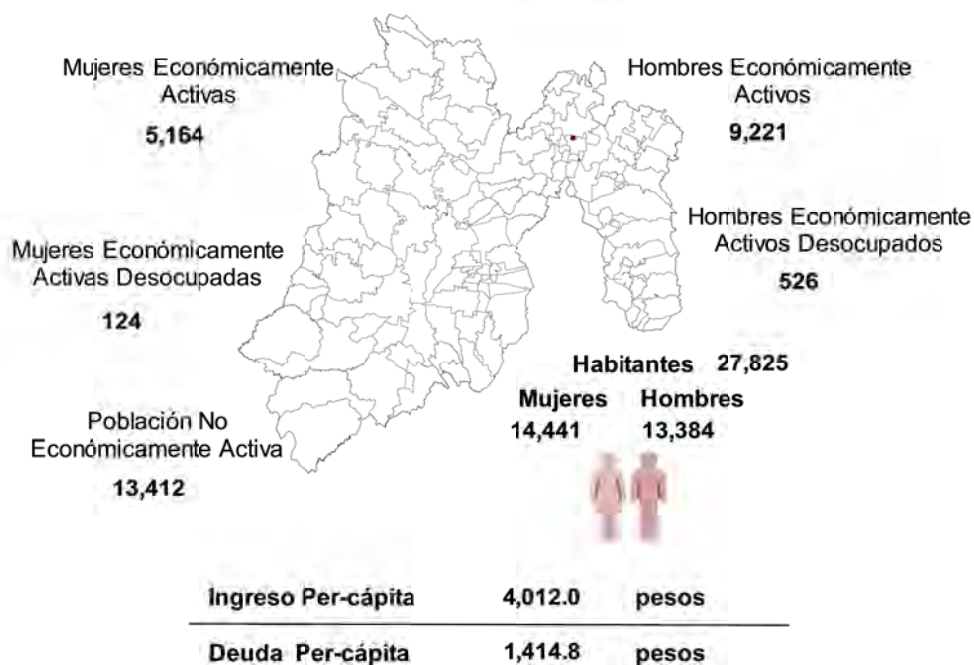 Mujeres Económicamente
Activas
5,164
Hombres Económicamente
Activos
9,221
Mujeres Económicamente
Activas Desocupadas
124
Hombres Económicamente
Activos Desocupados
526
Población No
Económicamente Activa
13,412
Habitantes 27,825
Mujeres Hombres
14,441 13,384
Ingreso Per-cápita 4,012.0 pesos
Deuda Per-cápita 1,414.8 pesos